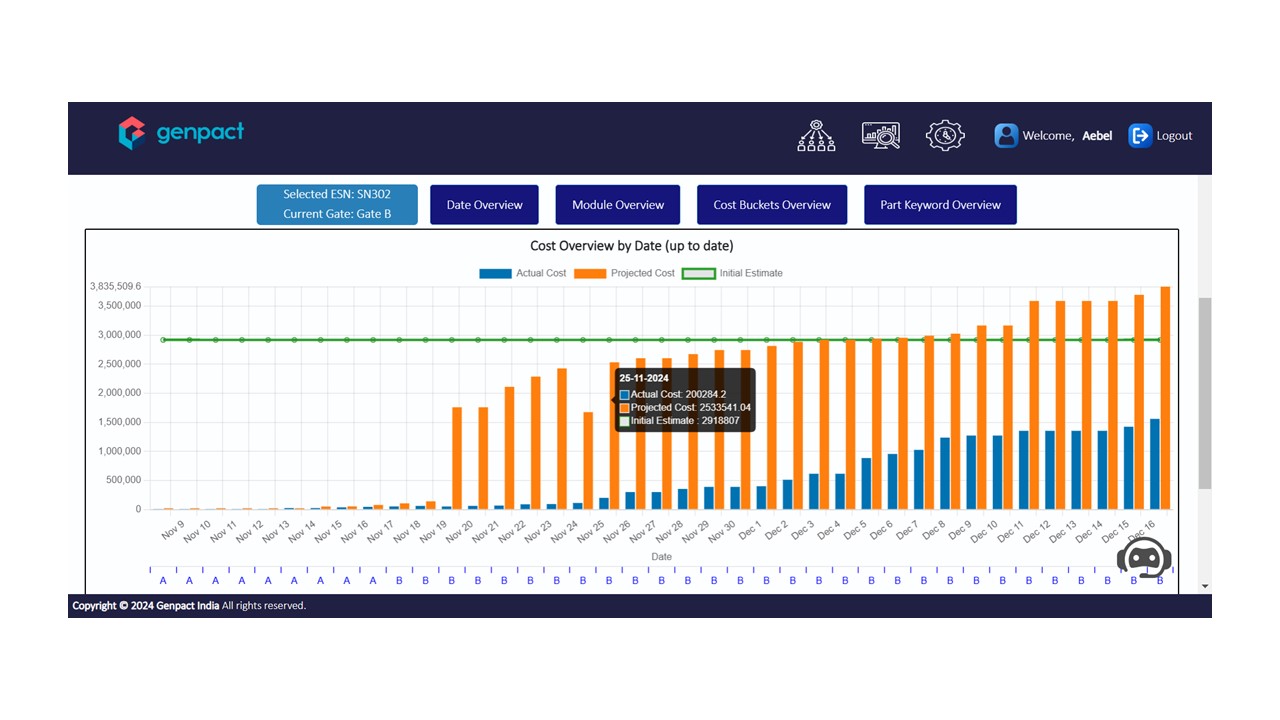 genpact
Welcome, Aebel
Logout
Selected ESN: SN302
Current Gate: Gate B
Date Overview
Module Overview
Cost Buckets Overview
Part Keyword Overview
Cost Overview by Date (up to date)
Actual Cost
Projected Cost
Initial Estimate
3,835,509.6
3,500,000
3,000,000
2,500,000
2,000,000
1,500,000
1,000,000
500,000
0
25-11-2024
Actual Cost: 200284.2
Projected Cost: 2533541.04
Initial Estimate : 2918807
Nov 9 Nov 10 Nov 11 Nov 12 Nov 13 Nov 14 Nov 15 Nov 16 Nov 17 Nov 18 Nov 19 Nov 20 Nov 21 Nov 22 Nov 23 Nov 24 Nov 25 Nov 26 Nov 27 Nov 28 Nov 29 Nov 30 Dec 1 Dec 2 Dec 3 Dec 4 Dec 5 Dec 6 Dec 7 Dec 8 Dec 9 Dec 10 Dec 11 Dec 12 Dec 13 Dec 14 Dec 15 Dec 16
Date
A A A A A A A A A B B B B B B B B B B B B B B B B B B B B B B B B B B B B B B
Copyright © 2024 Genpact India All rights reserved.